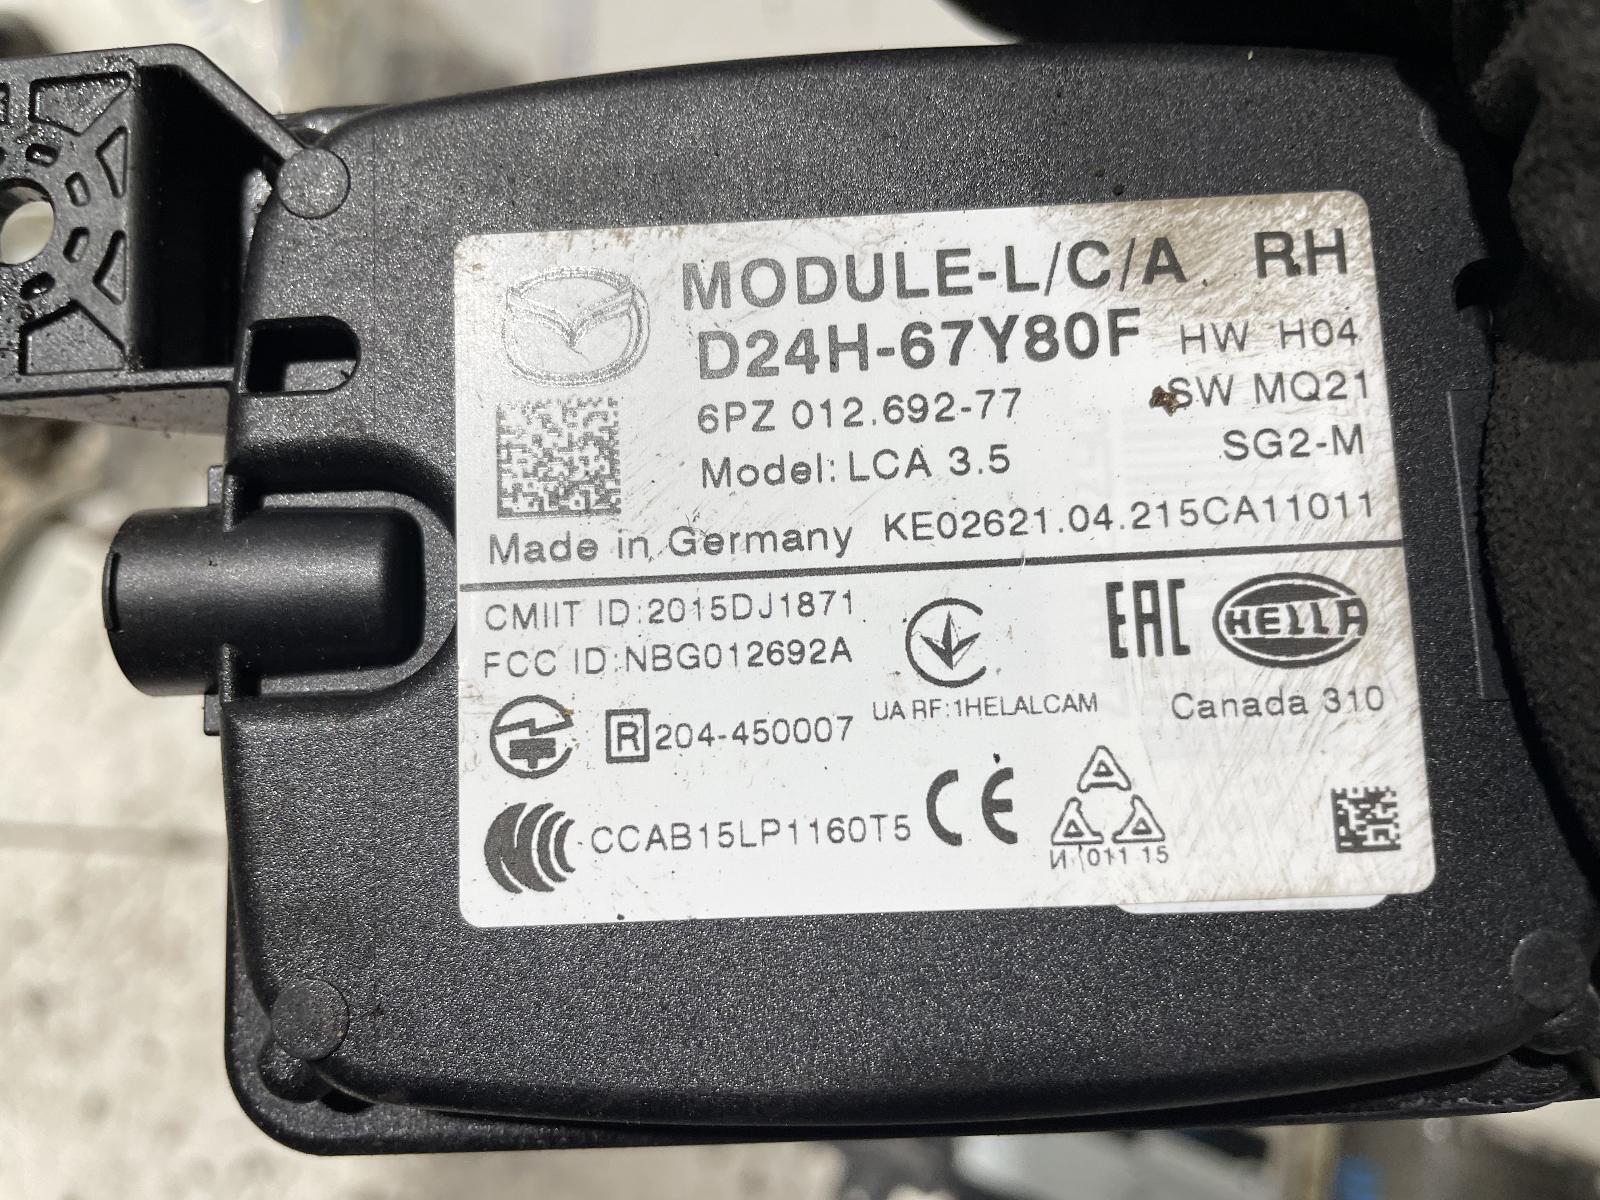 MODULE-L/C/A RH
D24H-67Y80F HW H04
6PZ 012.692-77 SW MQ21
Model: LCA 3.5 SG2-M
Made in Germany KE02621.04.215CA11011
CMIIT ID:2015DJ1871
FCC ID:NBG012692A
EAC HELLA
UA RF:1HELALCAM Canada 310
R 204-450007
CCAB15LP1160T5 CE
И 011 15